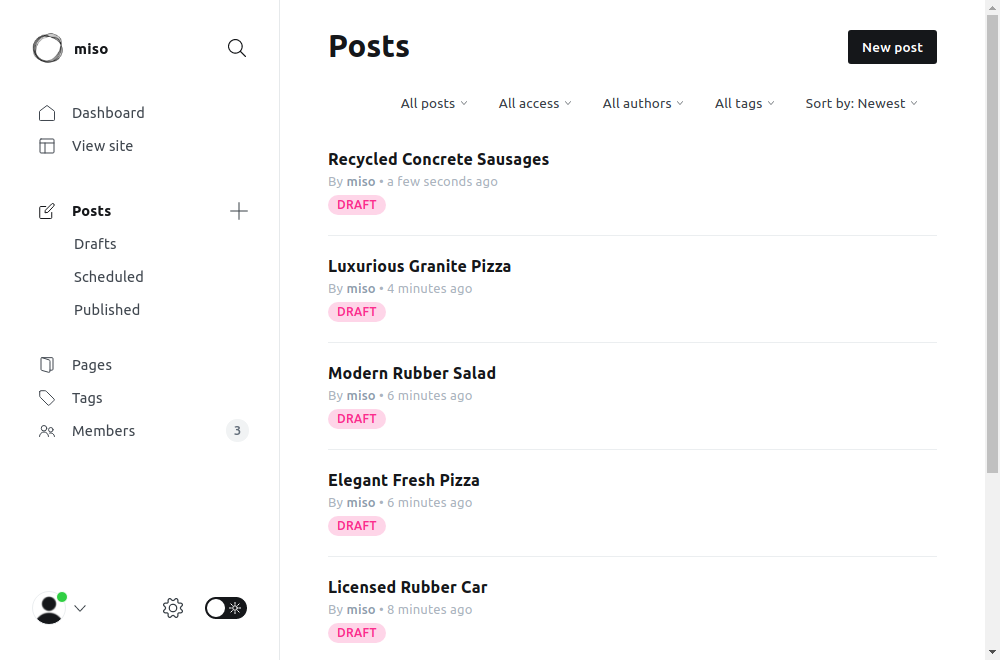 miso
Dashboard
View site
Posts
Drafts
Scheduled
Published
Pages
Tags
Members 3
Posts
New post
All posts All access All authors All tags Sort by: Newest
Recycled Concrete Sausages
By miso • a few seconds ago
DRAFT
Luxurious Granite Pizza
By miso • 4 minutes ago
DRAFT
Modern Rubber Salad
By miso • 6 minutes ago
DRAFT
Elegant Fresh Pizza
By miso • 6 minutes ago
DRAFT
Licensed Rubber Car
By miso • 8 minutes ago
DRAFT